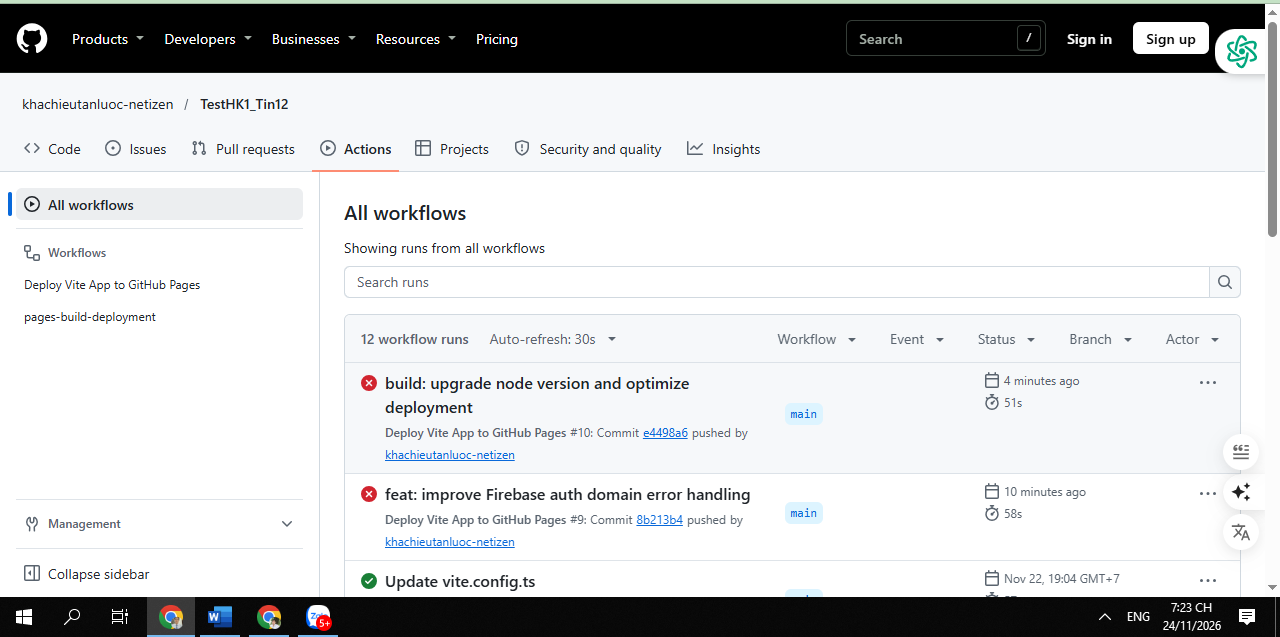 Products Developers Businesses Resources Pricing Search / Sign in Sign up
khachieutanluoc-netizen / TestHK1_Tin12
Code Issues Pull requests Actions Projects Security and quality Insights
All workflows
Workflows
Deploy Vite App to GitHub Pages
pages-build-deployment
Management
Collapse sidebar
All workflows
Showing runs from all workflows
Search runs
12 workflow runs Auto-refresh: 30s Workflow Event Status Branch Actor
build: upgrade node version and optimize
deployment
Deploy Vite App to GitHub Pages #10: Commit e4498a6 pushed by
khachieutanluoc-netizen
main
4 minutes ago
51s
feat: improve Firebase auth domain error handling
Deploy Vite App to GitHub Pages #9: Commit 8b213b4 pushed by
khachieutanluoc-netizen
main
10 minutes ago
58s
Update vite.config.ts
Nov 22, 19:04 GMT+7
5+
ENG
7:23 CH
24/11/2026